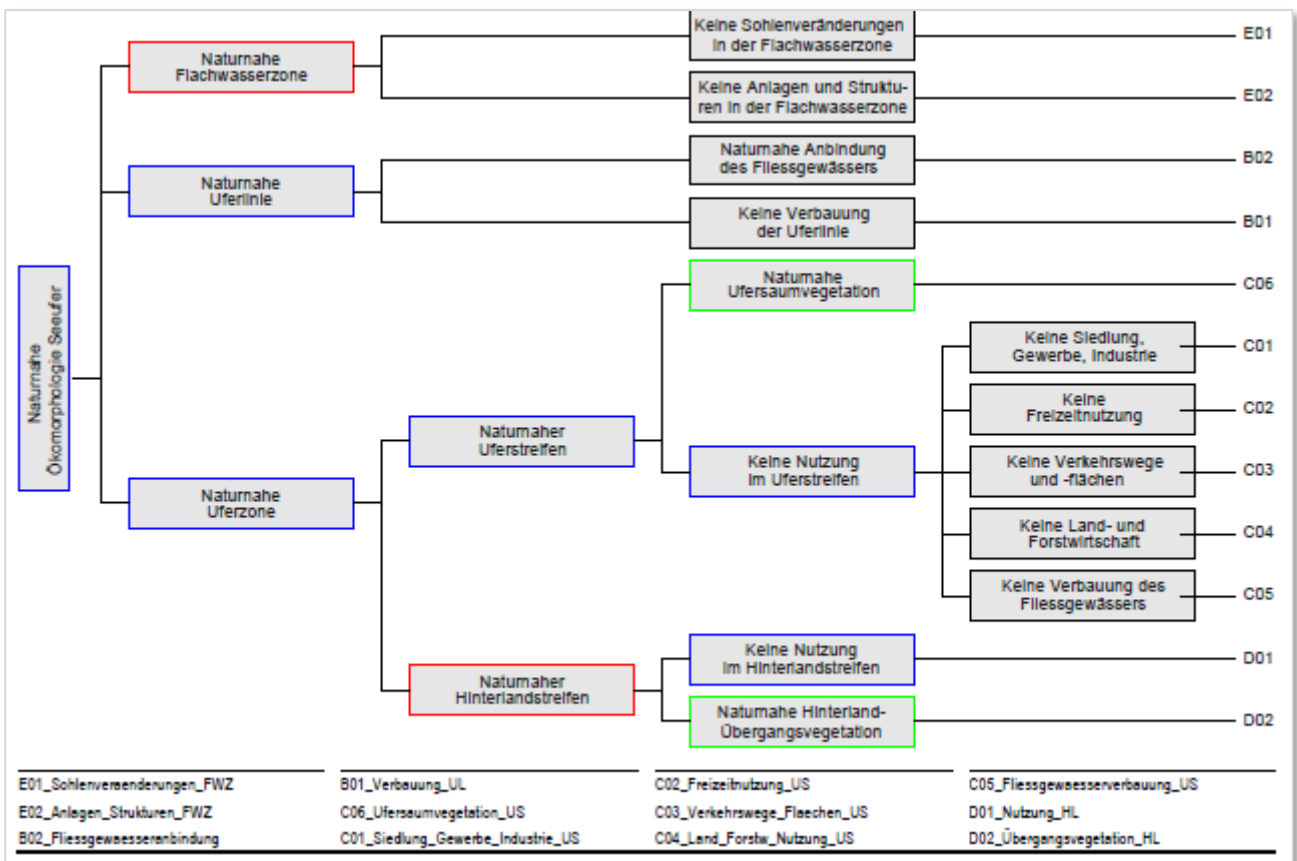 Keine Sohlenveränderungen
in der Flachwasserzone
E01
Naturnahe
Flachwasserzone
Keine Anlagen und Struktu-
ren in der Flachwasserzone
E02
Naturnahe Anbindung
des Fliessgewässers
B02
Naturnahe
Uferlinie
Keine Verbauung
der Uferlinie
B01
Naturnahe
Ufersaumvegetation
C06
Naturnahe
Ökomorphologie Seeufer
Keine Siedlung,
Gewerbe, Industrie
C01
Keine
Freizeitnutzung
C02
Naturnaher
Uferstreifen
Keine Nutzung
im Uferstreifen
Keine Verkehrswege
und -flächen
C03
Naturnahe
Uferzone
Keine Land- und
Forstwirtschaft
C04
Keine Verbauung des
Fliessgewässers
C05
Keine Nutzung
im Hinterlandstreifen
D01
Naturnaher
Hinterlandstreifen
Naturnahe Hinterland-
Übergangsvegetation
D02
E01_Sohlenveraenderungen_FWZ
E02_Anlagen_Strukturen_FWZ
B02_Fliessgewaesseranbindung
B01_Verbauung_UL
C06_Ufersaumvegetation_US
C01_Siedlung_Gewerbe_Industrie_US
C02_Freizeitnutzung_US
C03_Verkehrswege_Flaechen_US
C04_Land_Forstw_Nutzung_US
C05_Fliessgewaesserverbauung_US
D01_Nutzung_HL
D02_Übergangsvegetation_HL